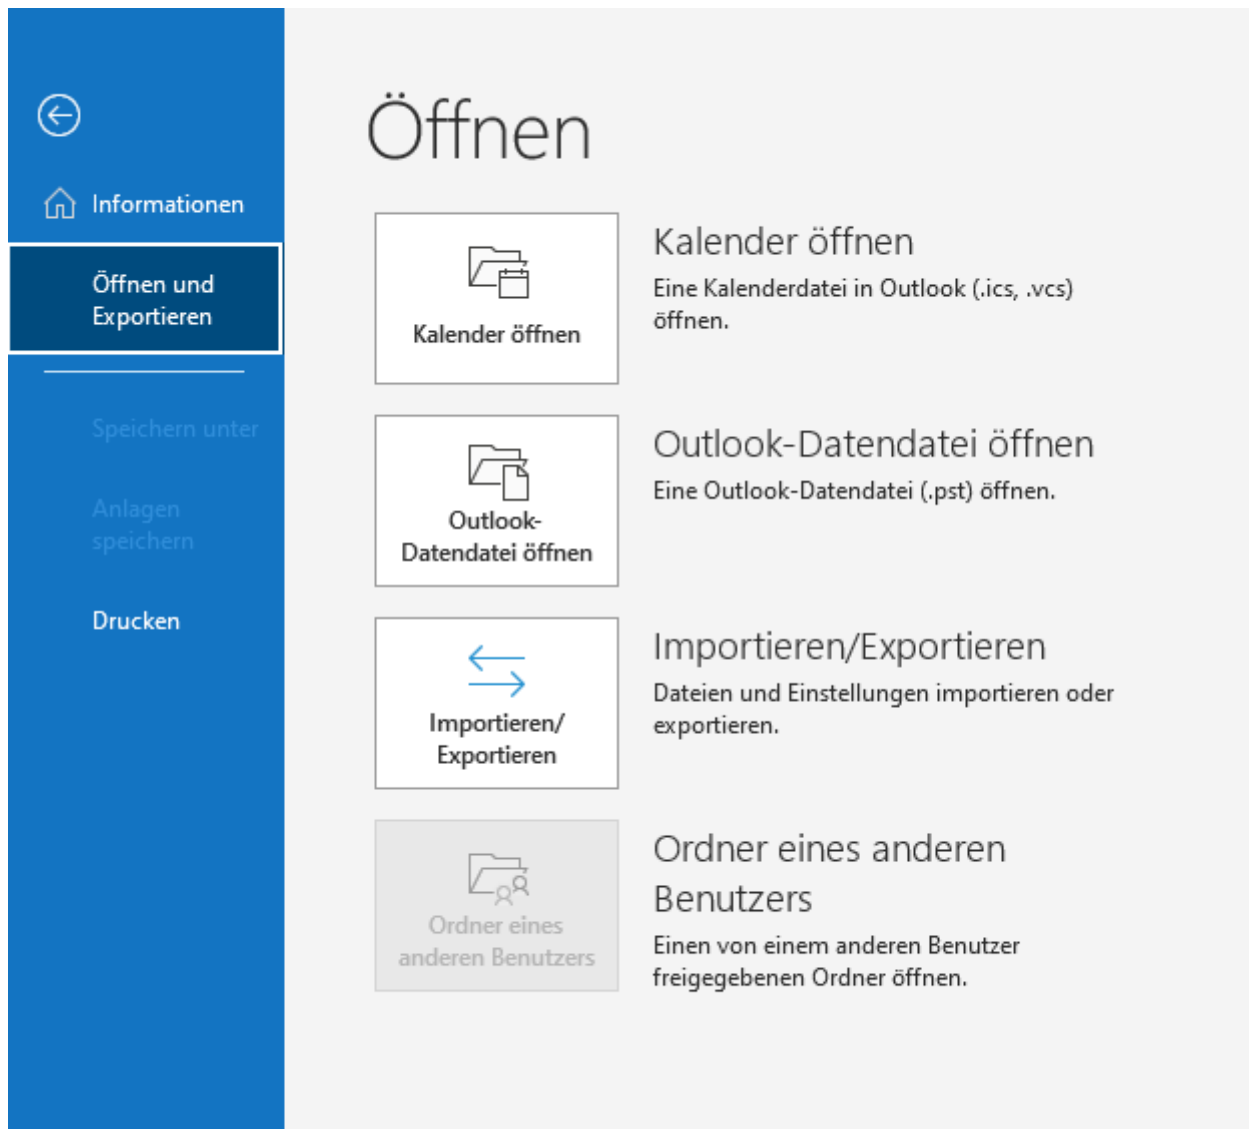 Öffnen
Informationen
Öffnen und
Exportieren
Speichern unter
Anlagen
speichern
Drucken
Kalender öffnen
Kalender öffnen
Eine Kalenderdatei in Outlook (.ics, .vcs)
öffnen.
Outlook-
Datendatei öffnen
Outlook-Datendatei öffnen
Eine Outlook-Datendatei (.pst) öffnen.
Importieren/
Exportieren
Importieren/Exportieren
Dateien und Einstellungen importieren oder
exportieren.
Ordner eines
anderen Benutzers
Ordner eines anderen
Benutzers
Einen von einem anderen Benutzer
freigegebenen Ordner öffnen.